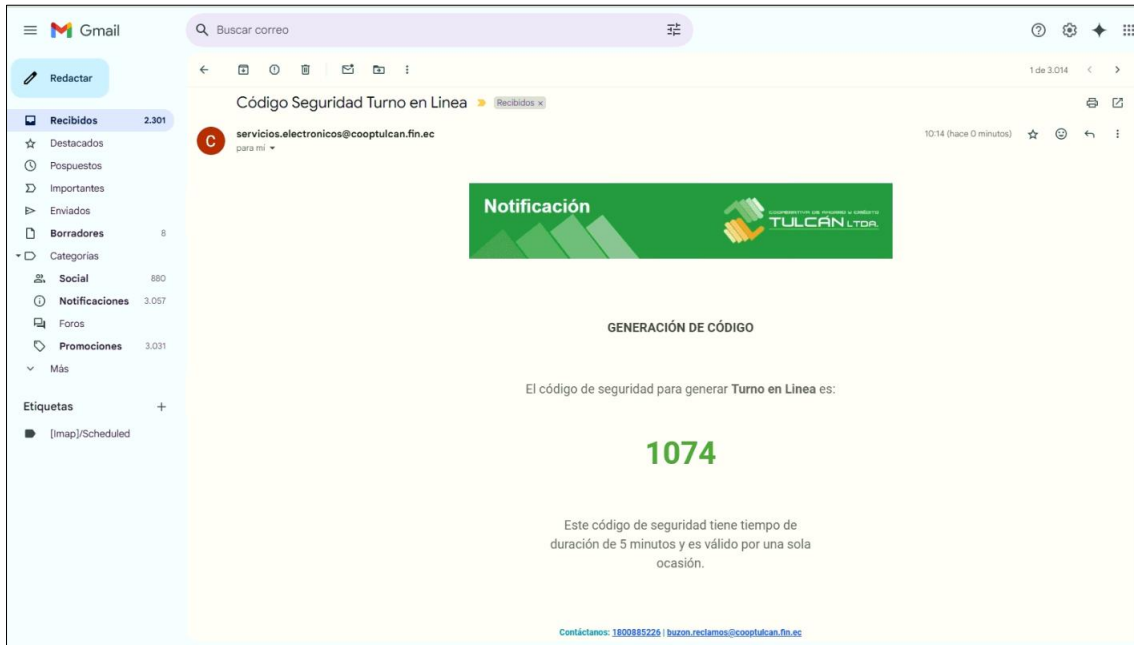 Gmail
Buscar correo
Redactar
1 de 3.014
Código Seguridad Turno en Linea
Recibidos x
Recibidos 2.301
Destacados
Pospuestos
Importantes
Enviados
Borradores 8
Categorías
Social 880
Notificaciones 3.057
Foros
Promociones 3.031
Más
Etiquetas
[Imap]/Scheduled
C
servicios.electronicos@cooptulcan.fin.ec
10:14 (hace 0 minutos)
para mí
Notificación
COOPERATIVA DE AHORRO Y CRÉDITO
TULCÁN LTDA.
GENERACIÓN DE CÓDIGO
El código de seguridad para generar Turno en Linea es:
1074
Este código de seguridad tiene tiempo de
duración de 5 minutos y es válido por una sola
ocasión.
Contáctanos: 1800885226 | buzon.reclamos@cooptulcan.fin.ec